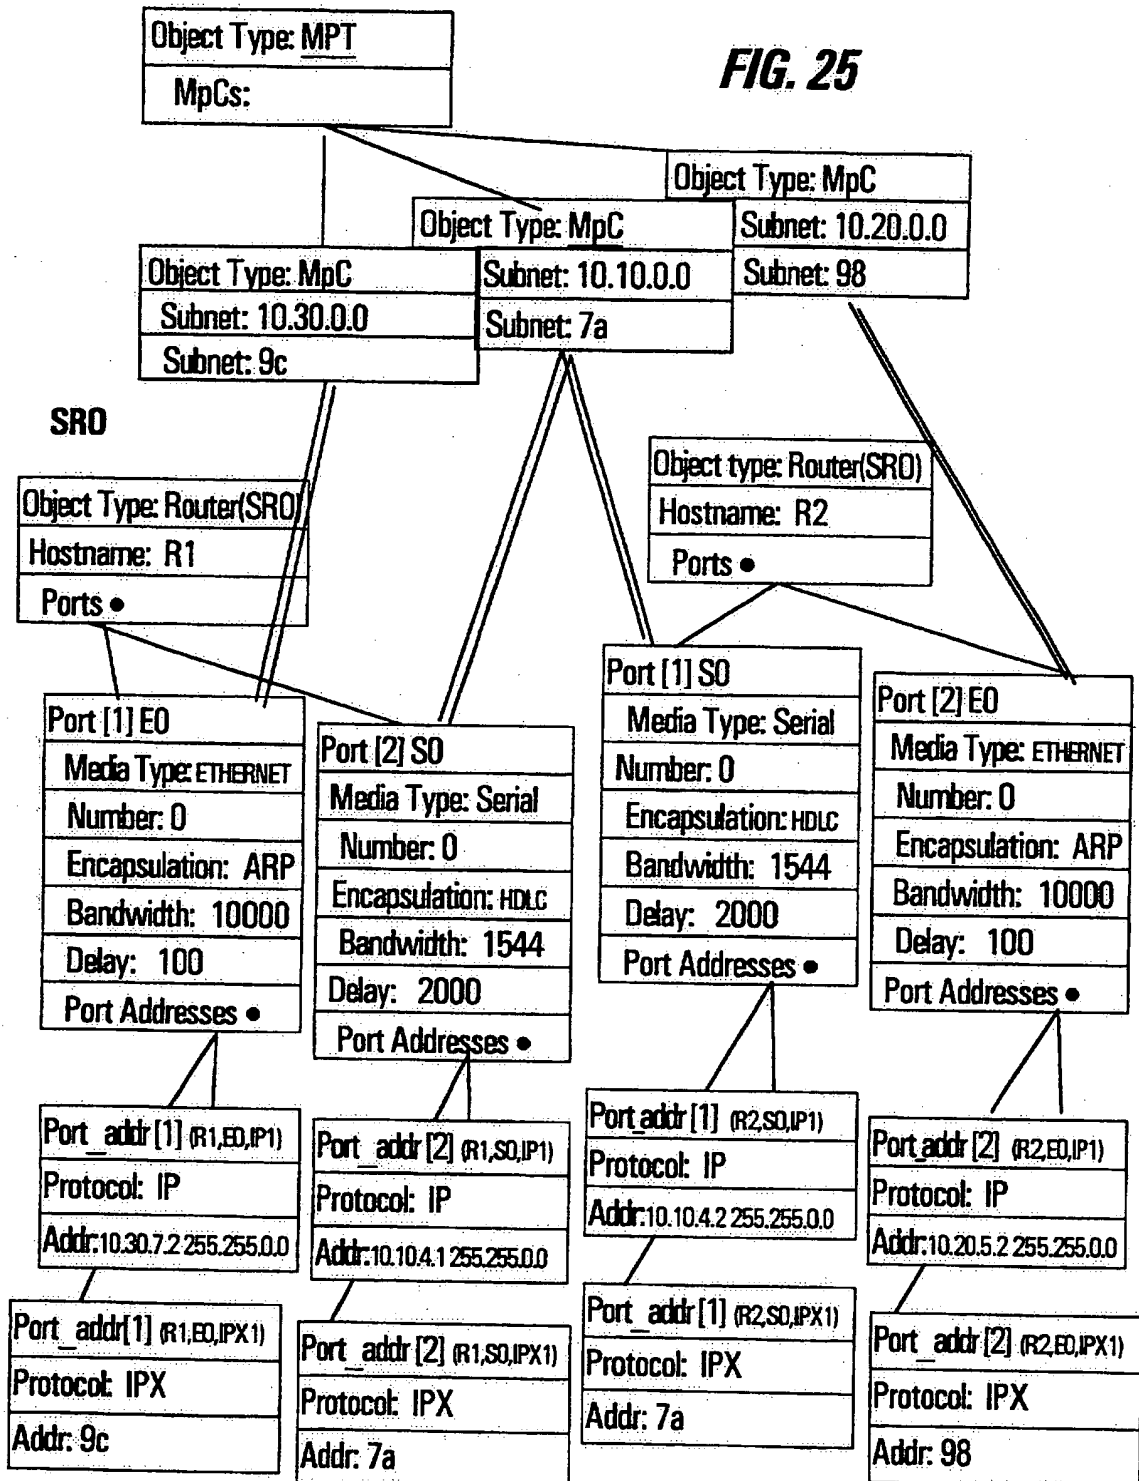 Object Type: MPT
MpCs:
FIG. 25
Object Type: MpC
Subnet: 10.20.0.0
Subnet: 98
Object Type: MpC
Subnet: 10.10.0.0
Subnet: 7a
Object Type: MpC
Subnet: 10.30.0.0
Subnet: 9c
SRO
Object Type: Router(SRO)
Hostname: R1
Ports •
Object type: Router(SRO)
Hostname: R2
Ports •
Port [1] E0
Media Type: ETHERNET
Number: 0
Encapsulation: ARP
Bandwidth: 10000
Delay: 100
Port Addresses •
Port [2] S0
Media Type: Serial
Number: 0
Encapsulation: HDLC
Bandwidth: 1544
Delay: 2000
Port Addresses •
Port [1] S0
Media Type: Serial
Number: 0
Encapsulation: HDLC
Bandwidth: 1544
Delay: 2000
Port Addresses •
Port [2] E0
Media Type: ETHERNET
Number: 0
Encapsulation: ARP
Bandwidth: 10000
Delay: 100
Port Addresses •
Port_addr [1] (R1,E0,IP1)
Protocol: IP
Addr:10.30.7.2 255.255.0.0
Port_addr [2] (R1,S0,IP1)
Protocol: IP
Addr:10.10.4.1 255.255.0.0
Port_addr [1] (R2,S0,IP1)
Protocol: IP
Addr:10.10.4.2 255.255.0.0
Port_addr [2] (R2,E0,IP1)
Protocol: IP
Addr:10.20.5.2 255.255.0.0
Port_addr[1] (R1,E0,IPX1)
Protocol: IPX
Addr: 9c
Port_addr [2] (R1,S0,IPX1)
Protocol: IPX
Addr: 7a
Port_addr [1] (R2,S0,IPX1)
Protocol: IPX
Addr: 7a
Port_addr [2] (R2,E0,IPX1)
Protocol: IPX
Addr: 98